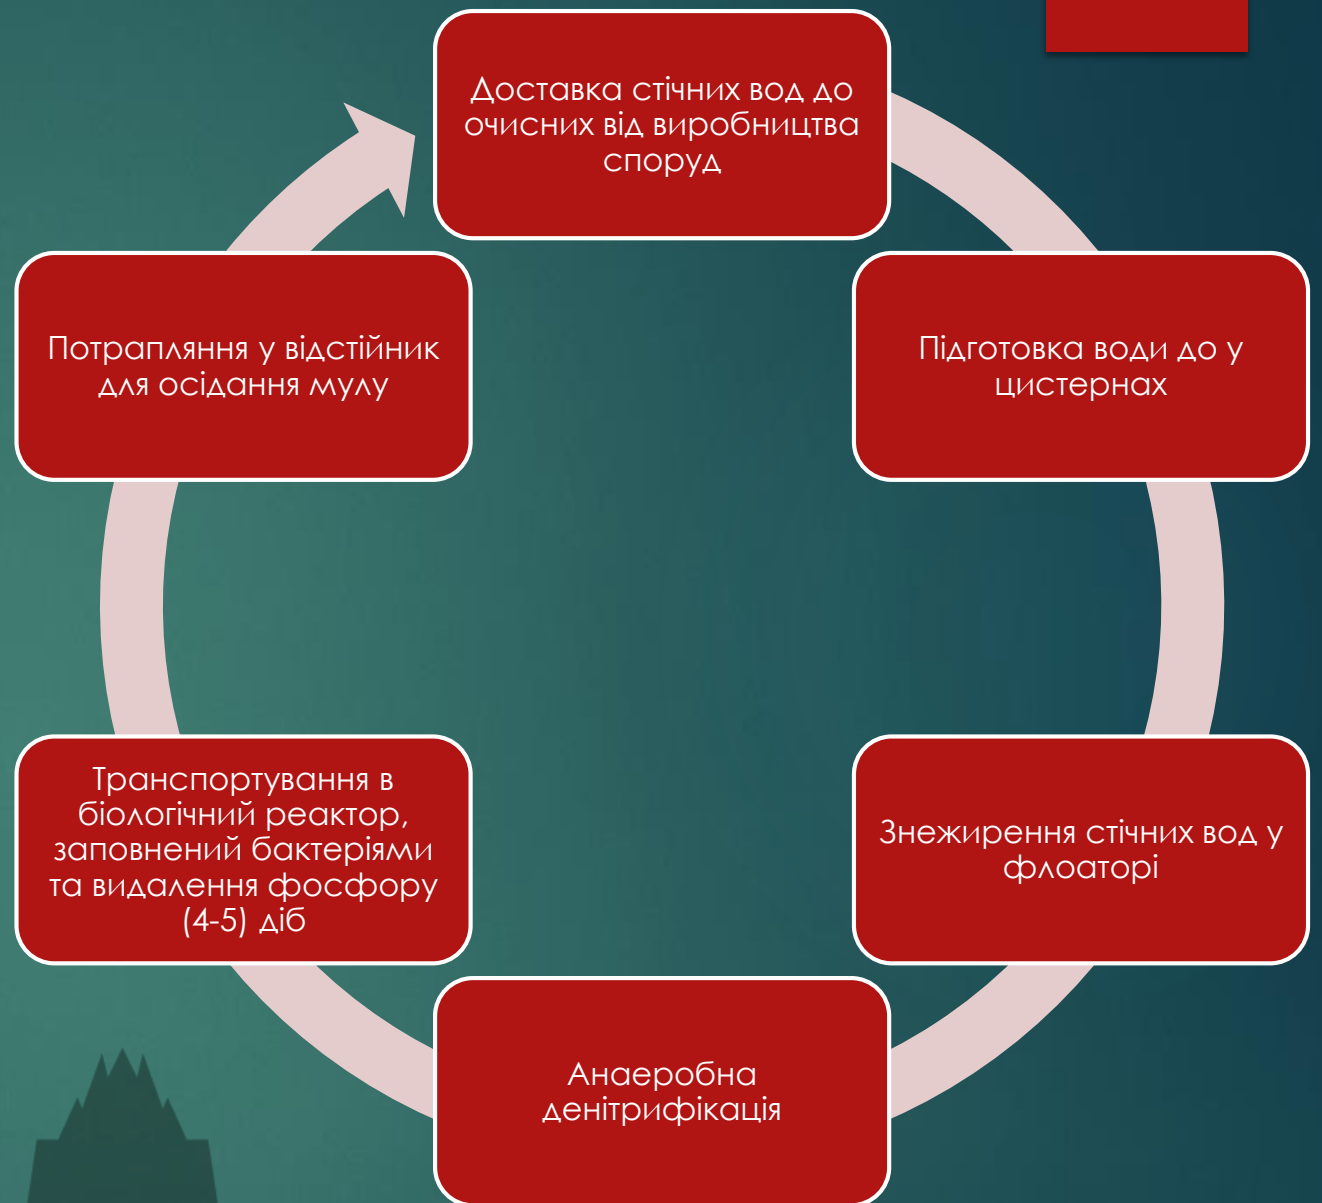 Доставка стічних вод до
очисних від виробництва
споруд
Підготовка води до у
цистернах
Знежирення стічних вод у
флоаторі
Анаеробна
денітрифікація
Транспортування в
біологічний реактор,
заповнений бактеріями
та видалення фосфору
(4-5) діб
Потрапляння у відстійник
для осідання мулу